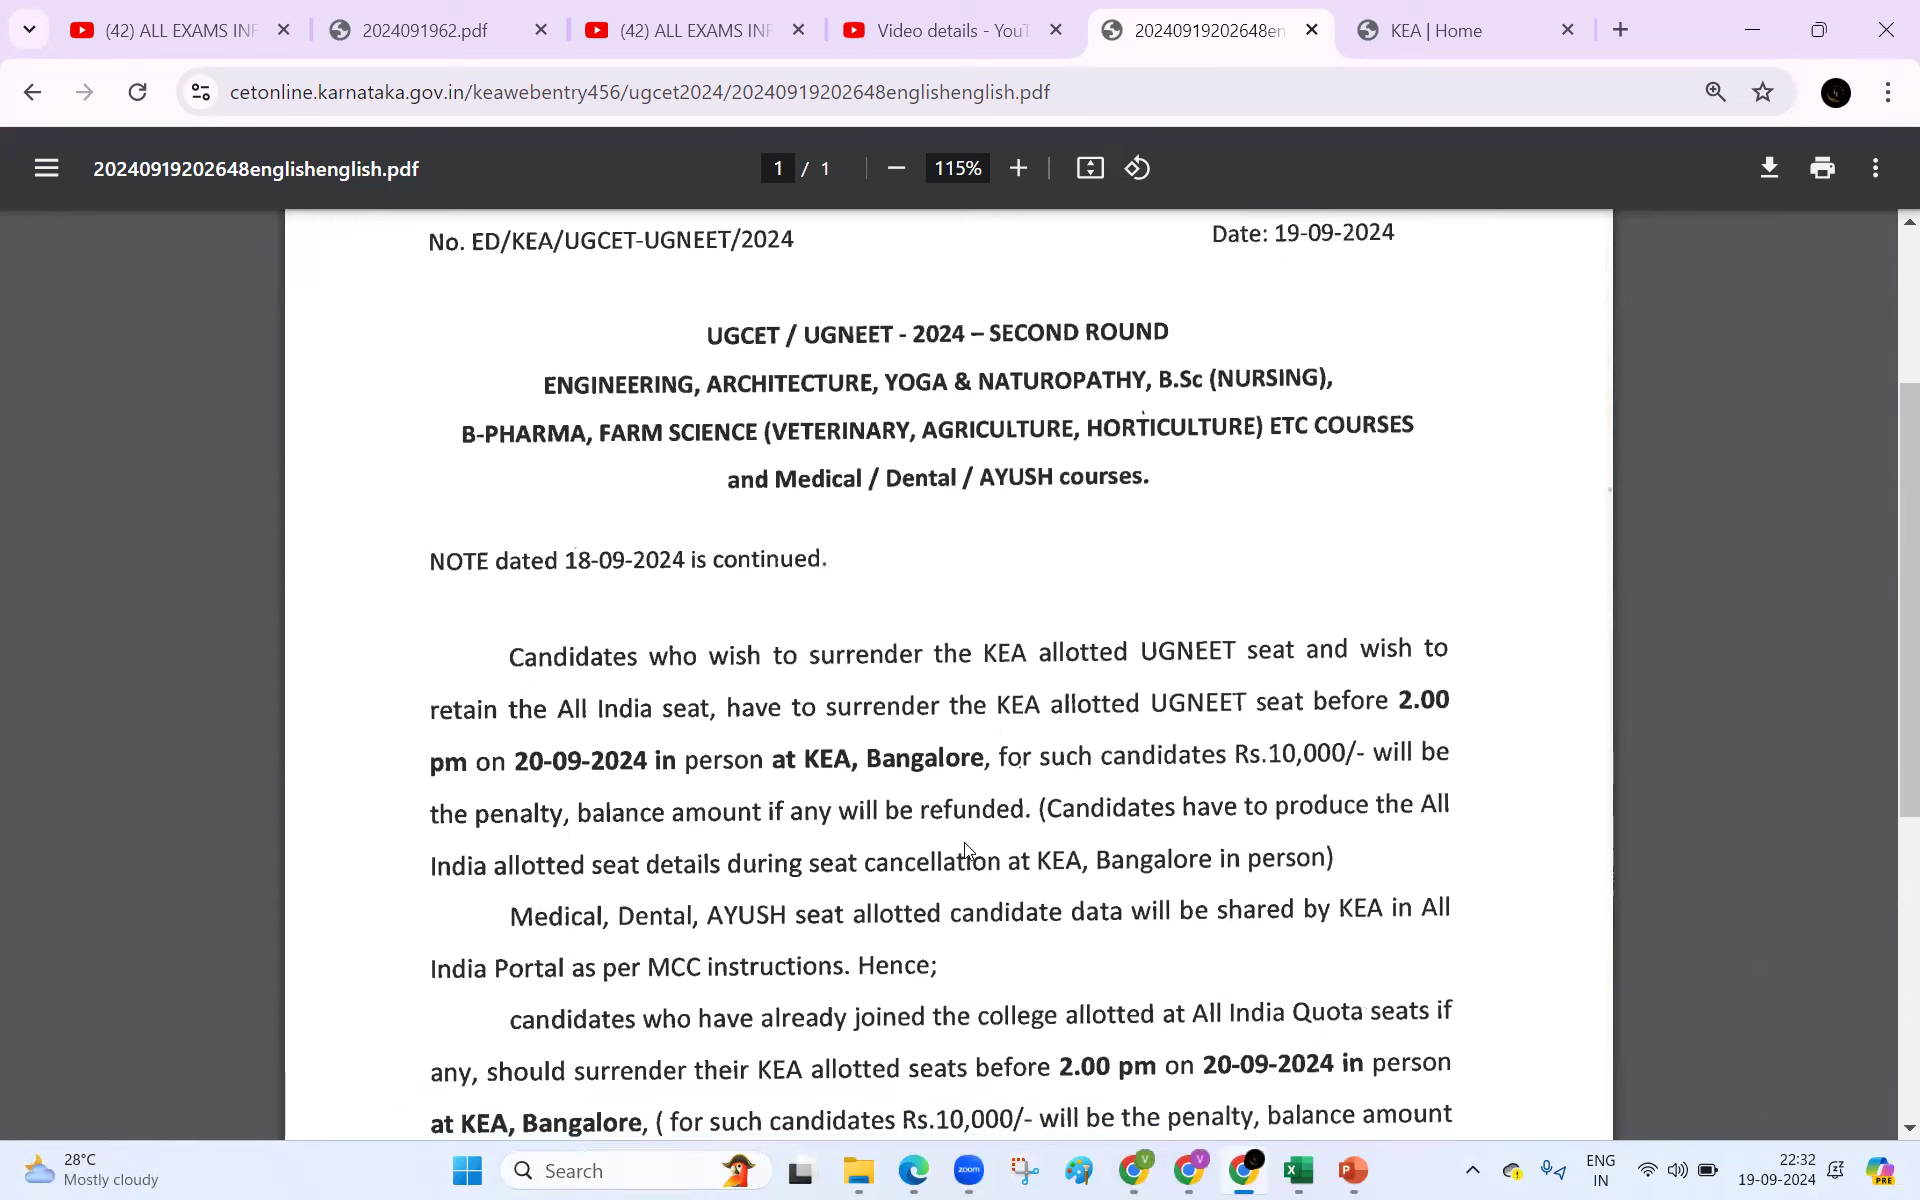 (42) ALL EXAMS INF
2024091962.pdf
(42) ALL EXAMS INF
Video details - YouT
20240919202648en
KEA | Home
cetonline.karnataka.gov.in/keawebentry456/ugcet2024/20240919202648englishenglish.pdf
20240919202648englishenglish.pdf
1 / 1
115%
No. ED/KEA/UGCET-UGNEET/2024
Date: 19-09-2024
UGCET / UGNEET - 2024 – SECOND ROUND
ENGINEERING, ARCHITECTURE, YOGA & NATUROPATHY, B.Sc (NURSING),
B-PHARMA, FARM SCIENCE (VETERINARY, AGRICULTURE, HORTICULTURE) ETC COURSES
and Medical / Dental / AYUSH courses.
NOTE dated 18-09-2024 is continued.
Candidates who wish to surrender the KEA allotted UGNEET seat and wish to
retain the All India seat, have to surrender the KEA allotted UGNEET seat before 2.00
pm on 20-09-2024 in person at KEA, Bangalore, for such candidates Rs.10,000/- will be
the penalty, balance amount if any will be refunded. (Candidates have to produce the All
India allotted seat details during seat cancellation at KEA, Bangalore in person)
Medical, Dental, AYUSH seat allotted candidate data will be shared by KEA in All
India Portal as per MCC instructions. Hence;
candidates who have already joined the college allotted at All India Quota seats if
any, should surrender their KEA allotted seats before 2.00 pm on 20-09-2024 in person
at KEA, Bangalore, ( for such candidates Rs.10,000/- will be the penalty, balance amount
28°C
Mostly cloudy
Search
zoom
V
V
ENG
IN
22:32
19-09-2024
PRE